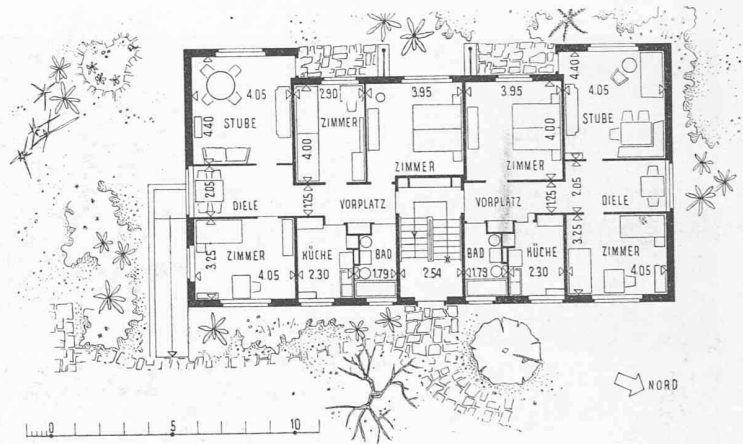 4.05 2.90 3.95 3.95 4.40 4.05
STUBE ZIMMER STUBE
4.40 4.00 4.00
ZIMMER ZIMMER
2.05 1.25 1.25 2.05
DIELE VORPLATZ VORPLATZ DIELE
3.25 ZIMMER KÜCHE BAD BAD KÜCHE 3.25 ZIMMER
4.05 2.30 1.79 2.54 1.79 2.30 4.05
NORD
0 5 10